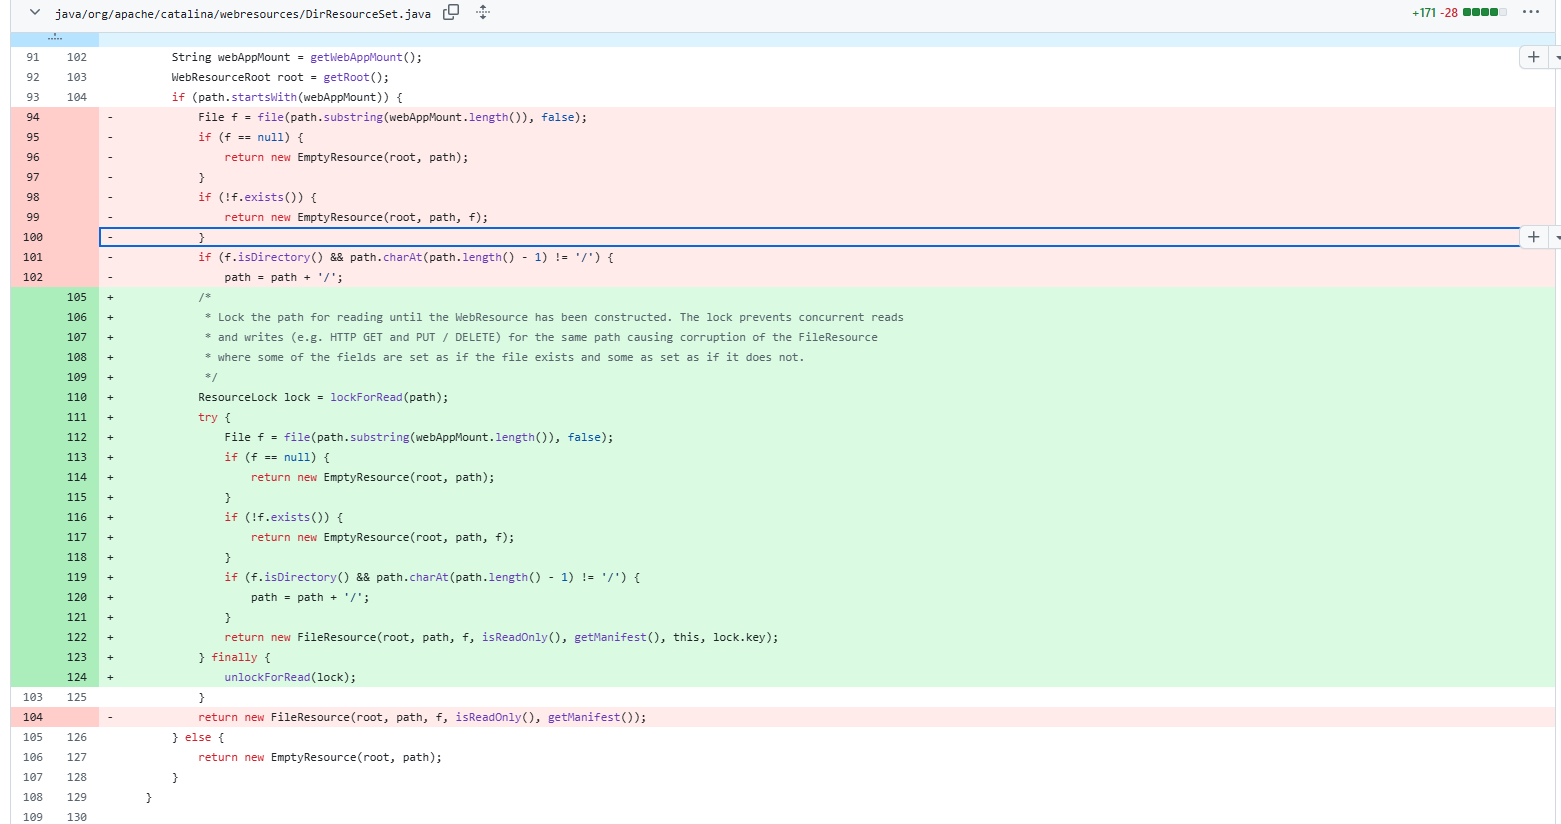 java/org/apache/catalina/webresources/DirResourceSet.java +171 -28
91 102 String webAppMount = getWebAppMount();
92 103 WebResourceRoot root = getRoot();
93 104 if (path.startsWith(webAppMount)) {
94 - File f = file(path.substring(webAppMount.length()), false);
95 - if (f == null) {
96 - return new EmptyResource(root, path);
97 - }
98 - if (!f.exists()) {
99 - return new EmptyResource(root, path, f);
100 - }
101 - if (f.isDirectory() && path.charAt(path.length() - 1) != '/') {
102 - path = path + '/';
105 + /*
106 + * Lock the path for reading until the WebResource has been constructed. The lock prevents concurrent reads
107 + * and writes (e.g. HTTP GET and PUT / DELETE) for the same path causing corruption of the FileResource
108 + * where some of the fields are set as if the file exists and some as set as if it does not.
109 + */
110 + ResourceLock lock = lockForRead(path);
111 + try {
112 + File f = file(path.substring(webAppMount.length()), false);
113 + if (f == null) {
114 + return new EmptyResource(root, path);
115 + }
116 + if (!f.exists()) {
117 + return new EmptyResource(root, path, f);
118 + }
119 + if (f.isDirectory() && path.charAt(path.length() - 1) != '/') {
120 + path = path + '/';
121 + }
122 + return new FileResource(root, path, f, isReadOnly(), getManifest(), this, lock.key);
123 + } finally {
124 + unlockForRead(lock);
103 125 }
104 - return new FileResource(root, path, f, isReadOnly(), getManifest());
105 126 } else {
106 127 return new EmptyResource(root, path);
107 128 }
108 129 }
109 130